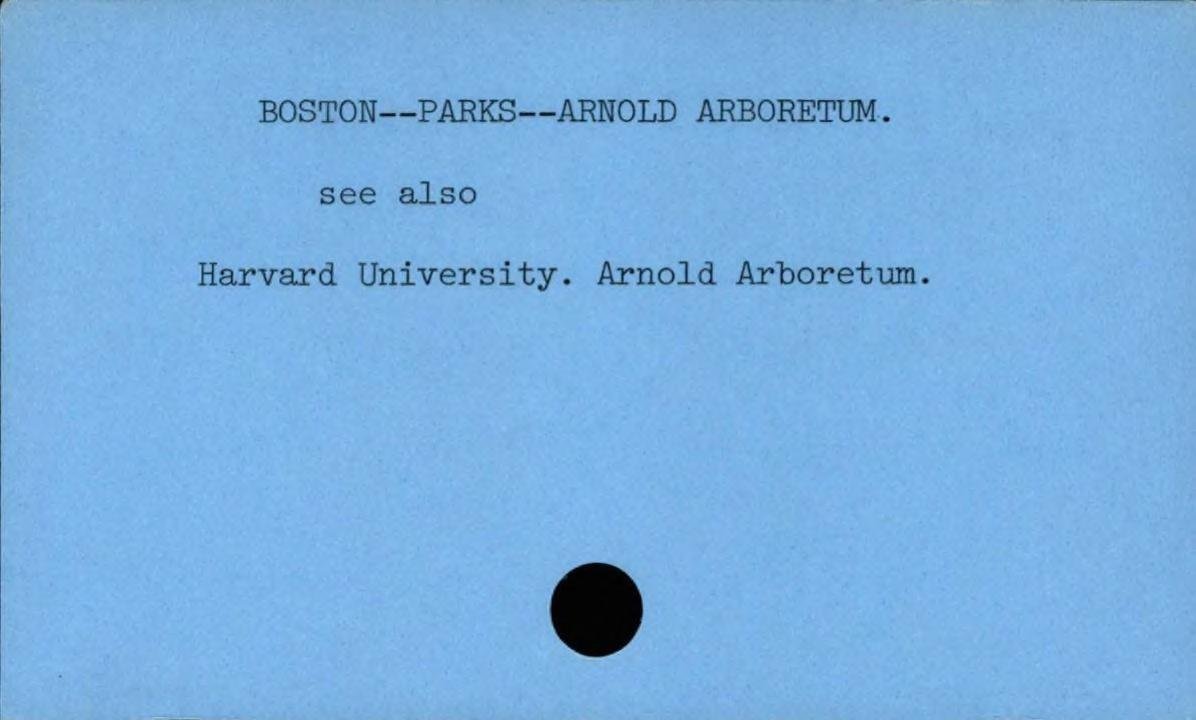 BOSTON--PARKS--ARNOLD ARBORETUM.
see also
Harvard University. Arnold Arboretum.